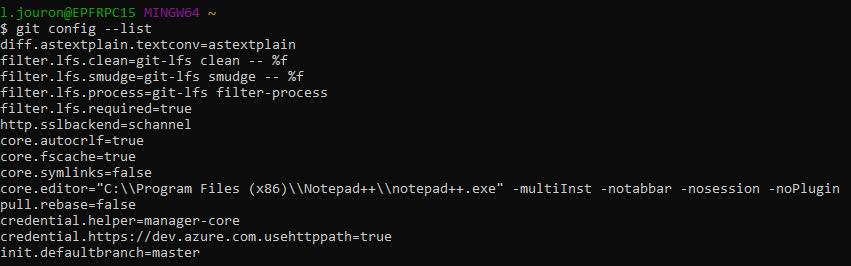 l.jouron@EPFRPC15 MINGW64 ~
$ git config --list
diff.astextplain.textconv=astextplain
filter.lfs.clean=git-lfs clean -- %f
filter.lfs.smudge=git-lfs smudge -- %f
filter.lfs.process=git-lfs filter-process
filter.lfs.required=true
http.sslbackend=schannel
core.autocrlf=true
core.fscache=true
core.symlinks=false
core.editor="C:\\Program Files (x86)\\Notepad++\\notepad++.exe" -multiInst -notabbar -nosession -noPlugin
pull.rebase=false
credential.helper=manager-core
credential.https://dev.azure.com.usehttppath=true
init.defaultbranch=master